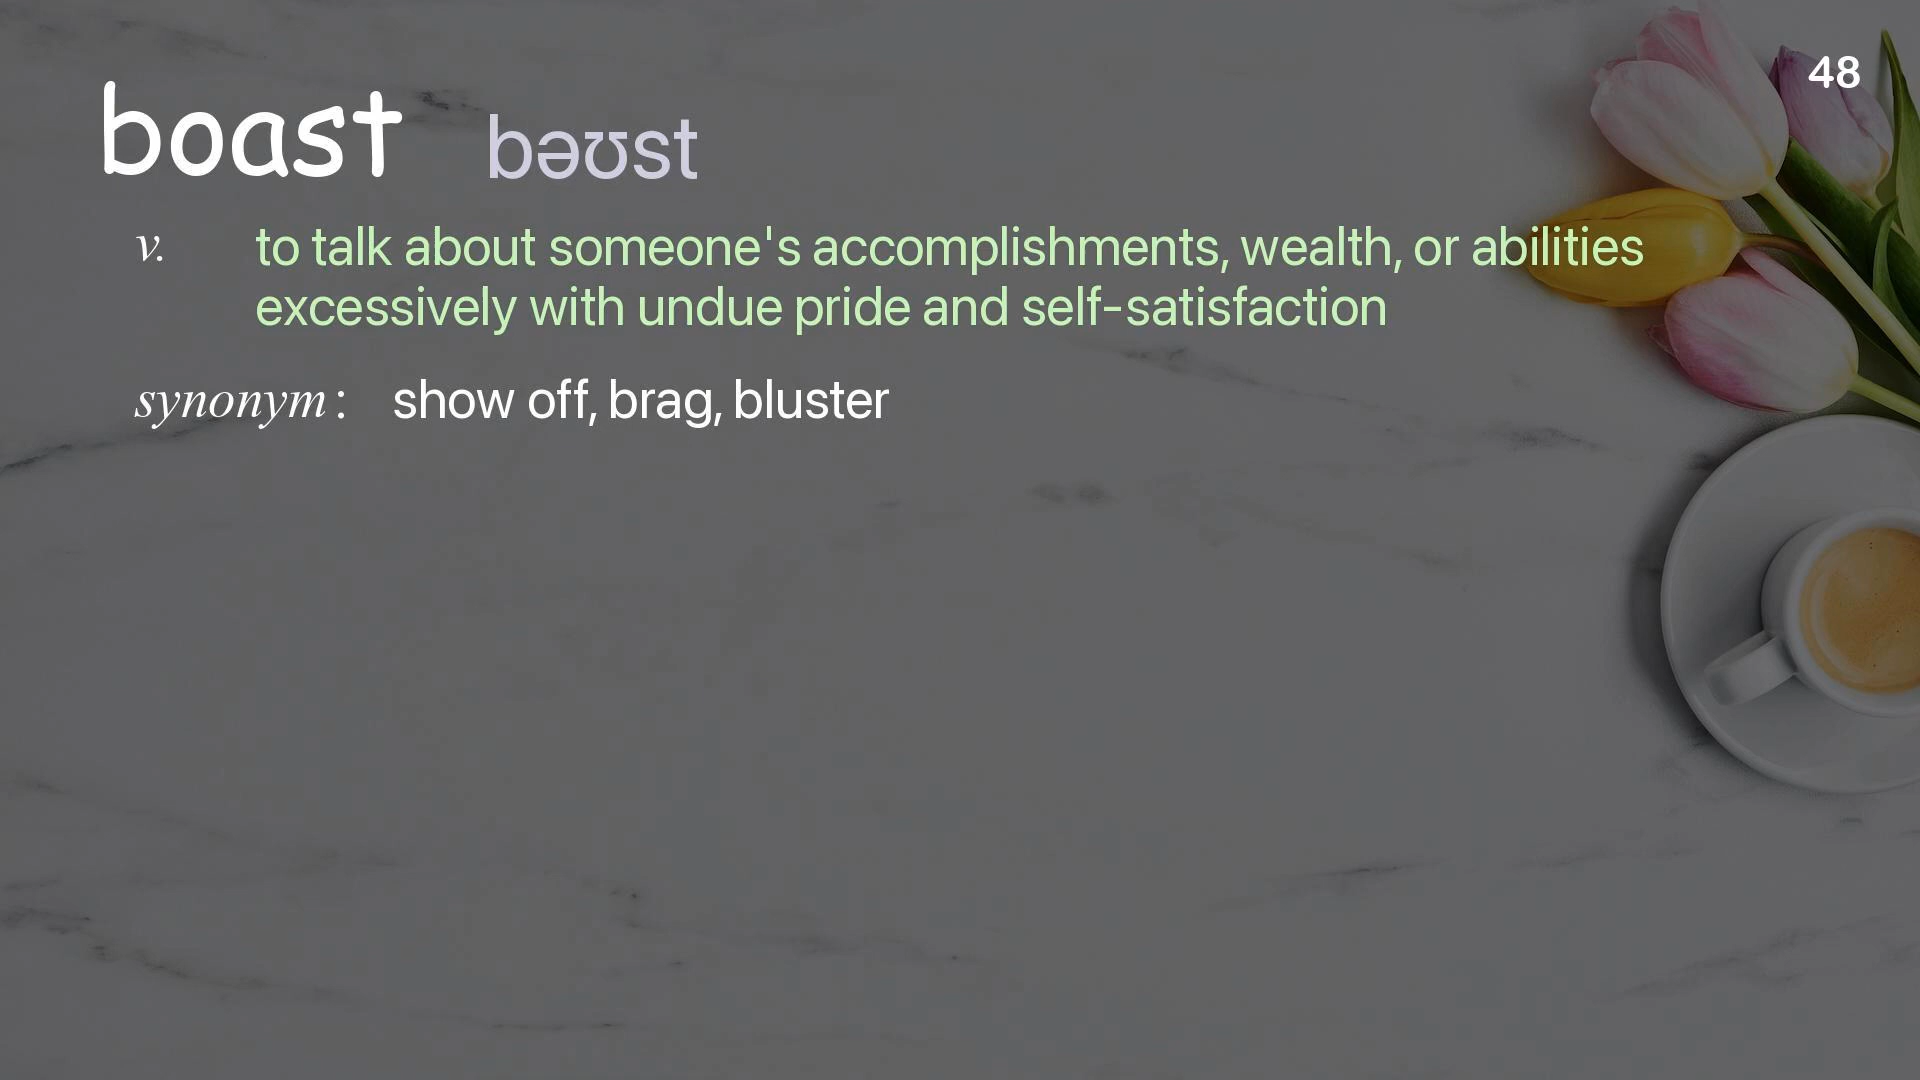 48
boast bəʊst
v. to talk about someone's accomplishments, wealth, or abilities
excessively with undue pride and self-satisfaction
synonym: show off, brag, bluster